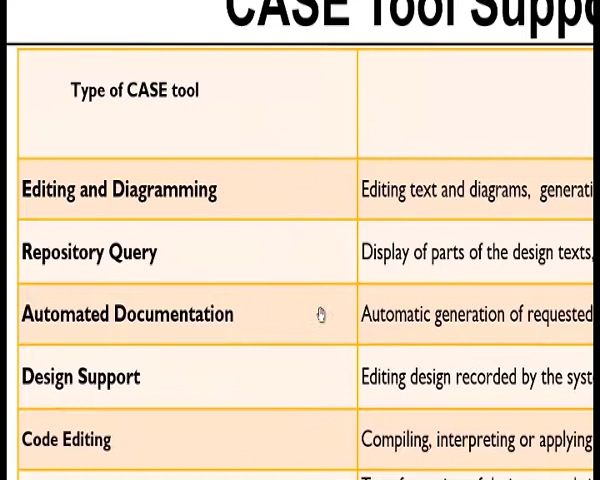 CASE Tool Suppo
Type of CASE tool
Editing and Diagramming
Editing text and diagrams, generati
Repository Query
Display of parts of the design texts,
Automated Documentation
Automatic generation of requested
Design Support
Editing design recorded by the syst
Code Editing
Compiling, interpreting or applying